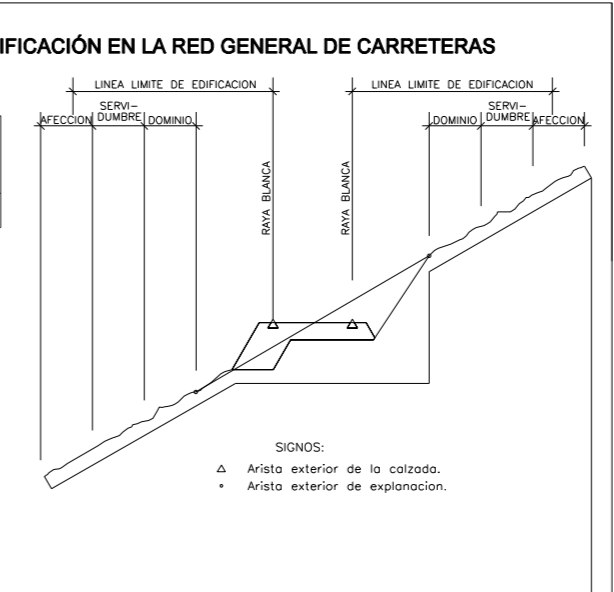 IFICACIÓN EN LA RED GENERAL DE CARRETERAS
LINEA LIMITE DE EDIFICACION
LINEA LIMITE DE EDIFICACION
AFECCION
SERVI-
DUMBRE
DOMINIO
DOMINIO
SERVI-
DUMBRE
AFECCION
RAYA BLANCA
RAYA BLANCA
SIGNOS:
Arista exterior de la calzada.
Arista exterior de explanacion.